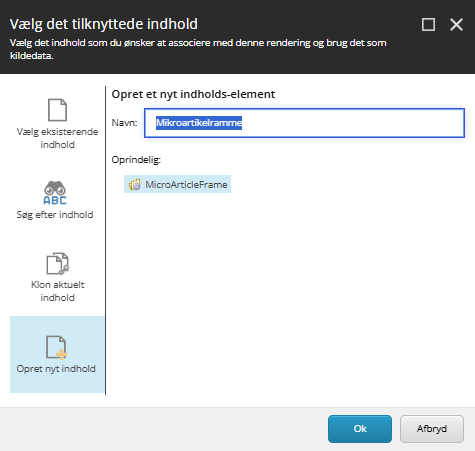 Vælg det tilknyttede indhold
Vælg det indhold som du ønsker at associere med denne rendering og brug det som
kildedata.
Vælg eksisterende
indhold
ABC
Søg efter indhold
Klon aktuelt
indhold
Opret nyt indhold
Opret et nyt indholds-element
Navn:
Mikroartikelramme
Oprindelig:
MicroArticleFrame
Ok
Afbryd